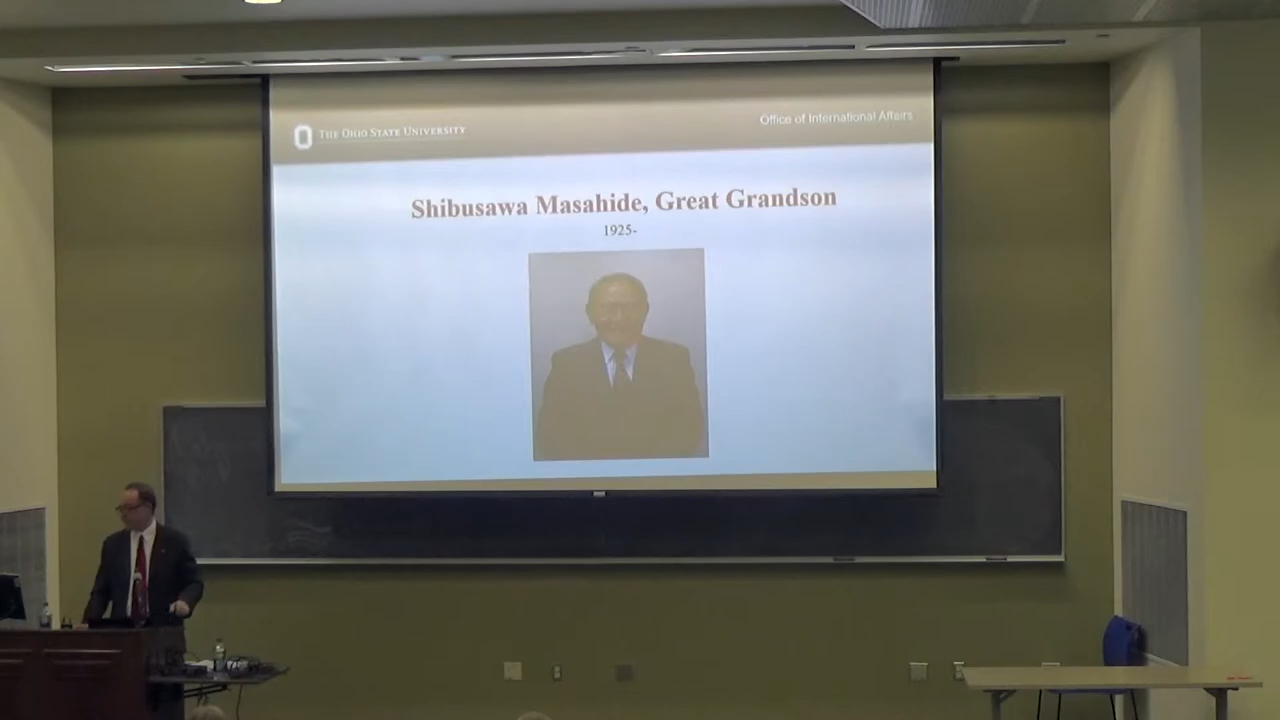 THE OHIO STATE UNIVERSITY
Office of International Affairs
Shibusawa Masahide, Great Grandson
1925-